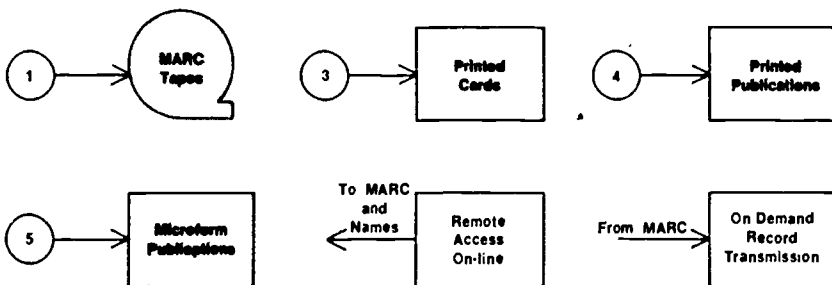 1
MARC
Tapes
3
Printed
Cards
4
Printed
Publications
5
Microform
Publications
To MARC
and
Names
Remote
Access
On-line
From MARC
On Demand
Record
Transmission